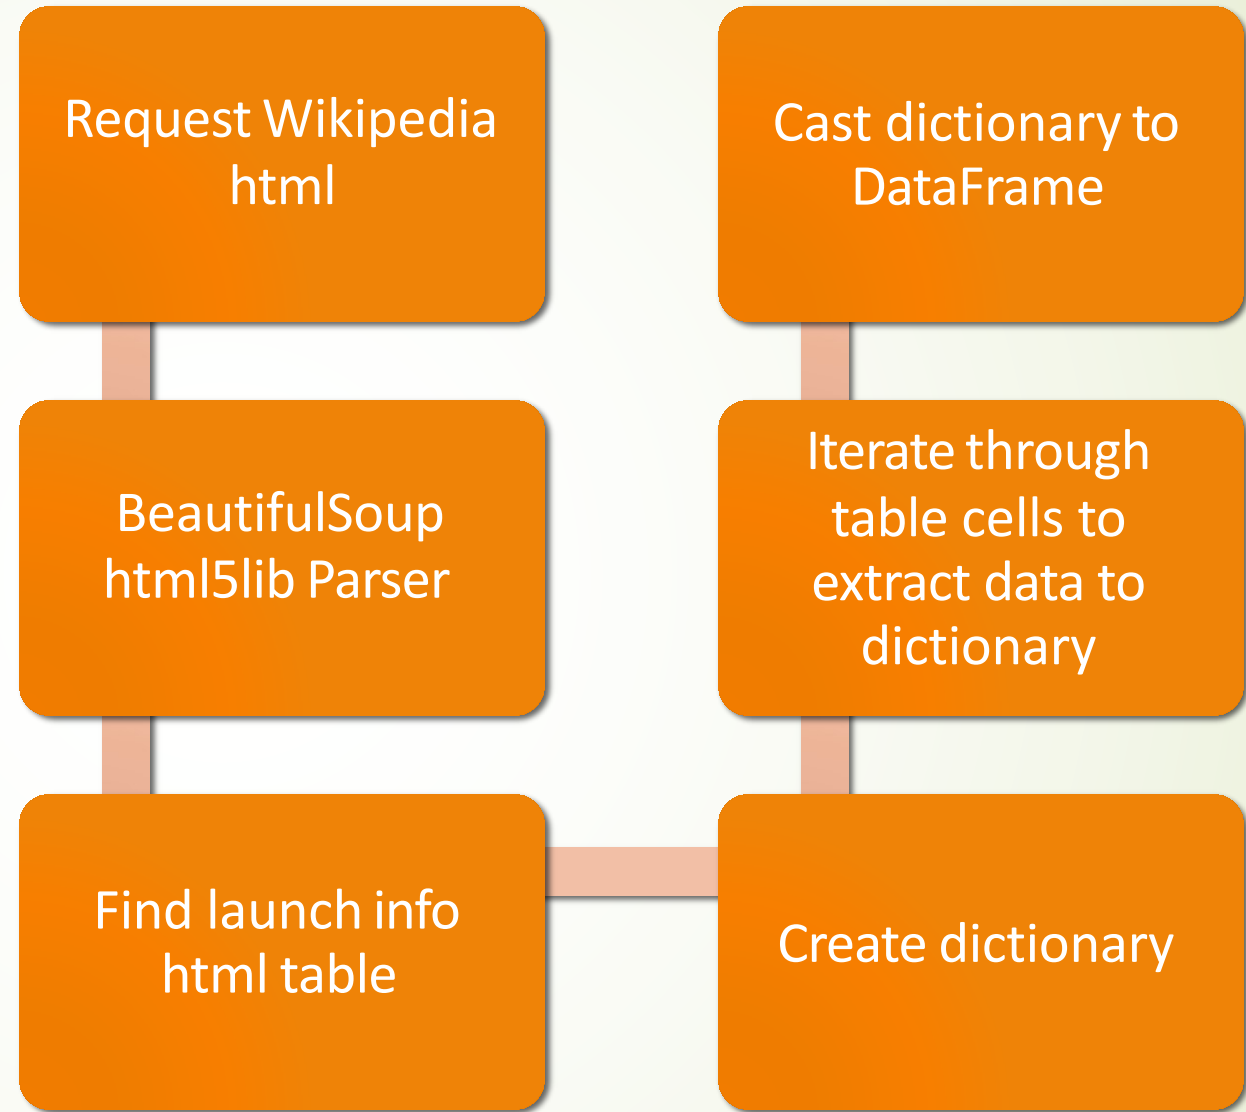 Request Wikipedia
html
BeautifulSoup
html5lib Parser
Find launch info
html table
Create dictionary
Iterate through
table cells to
extract data to
dictionary
Cast dictionary to
DataFrame